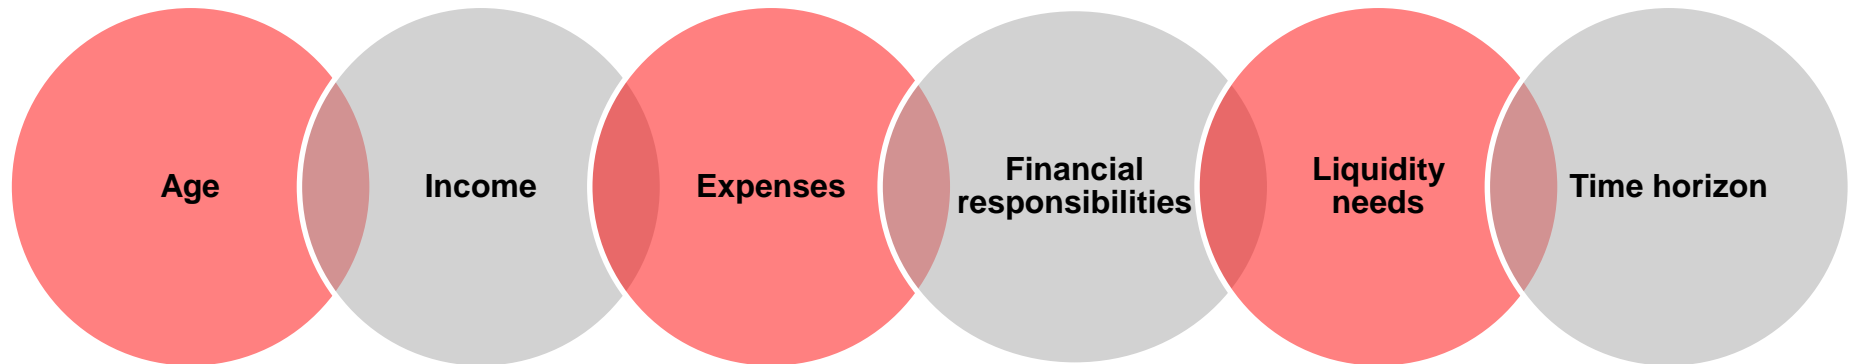 Age
Income
Expenses
Financial
responsibilities
Liquidity
needs
Time horizon